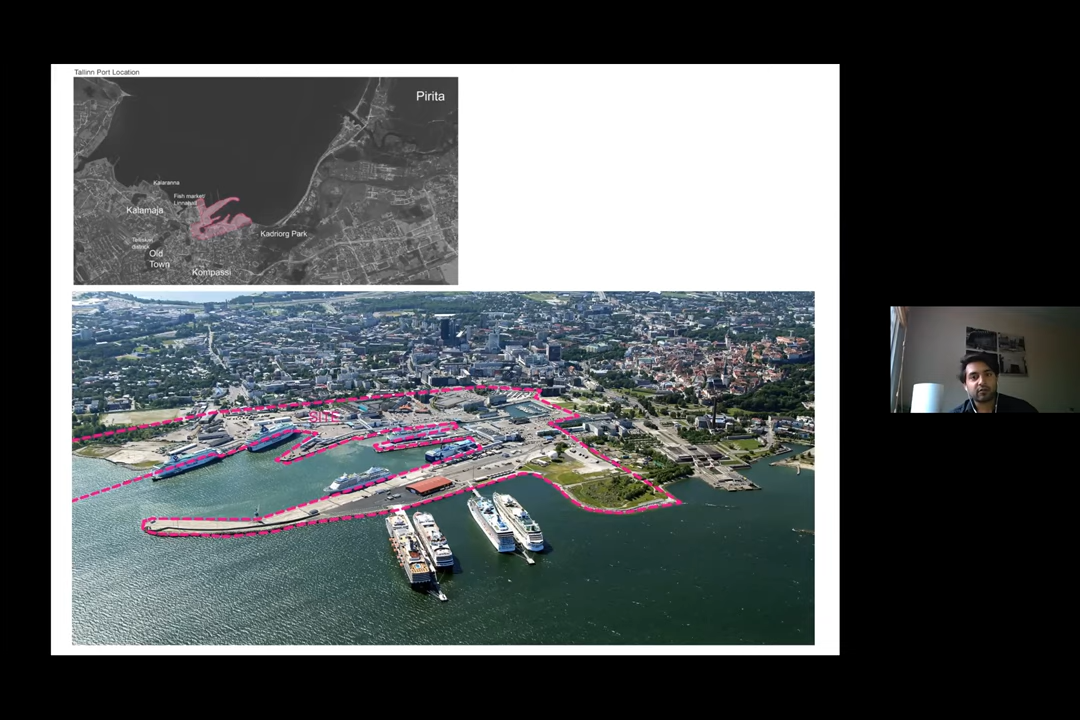 Tallinn Port Location
Pirita
Kalaranna
Fish market/
Kalamaja
Kadriorg Park
Old
Town
Kompassi
SITE